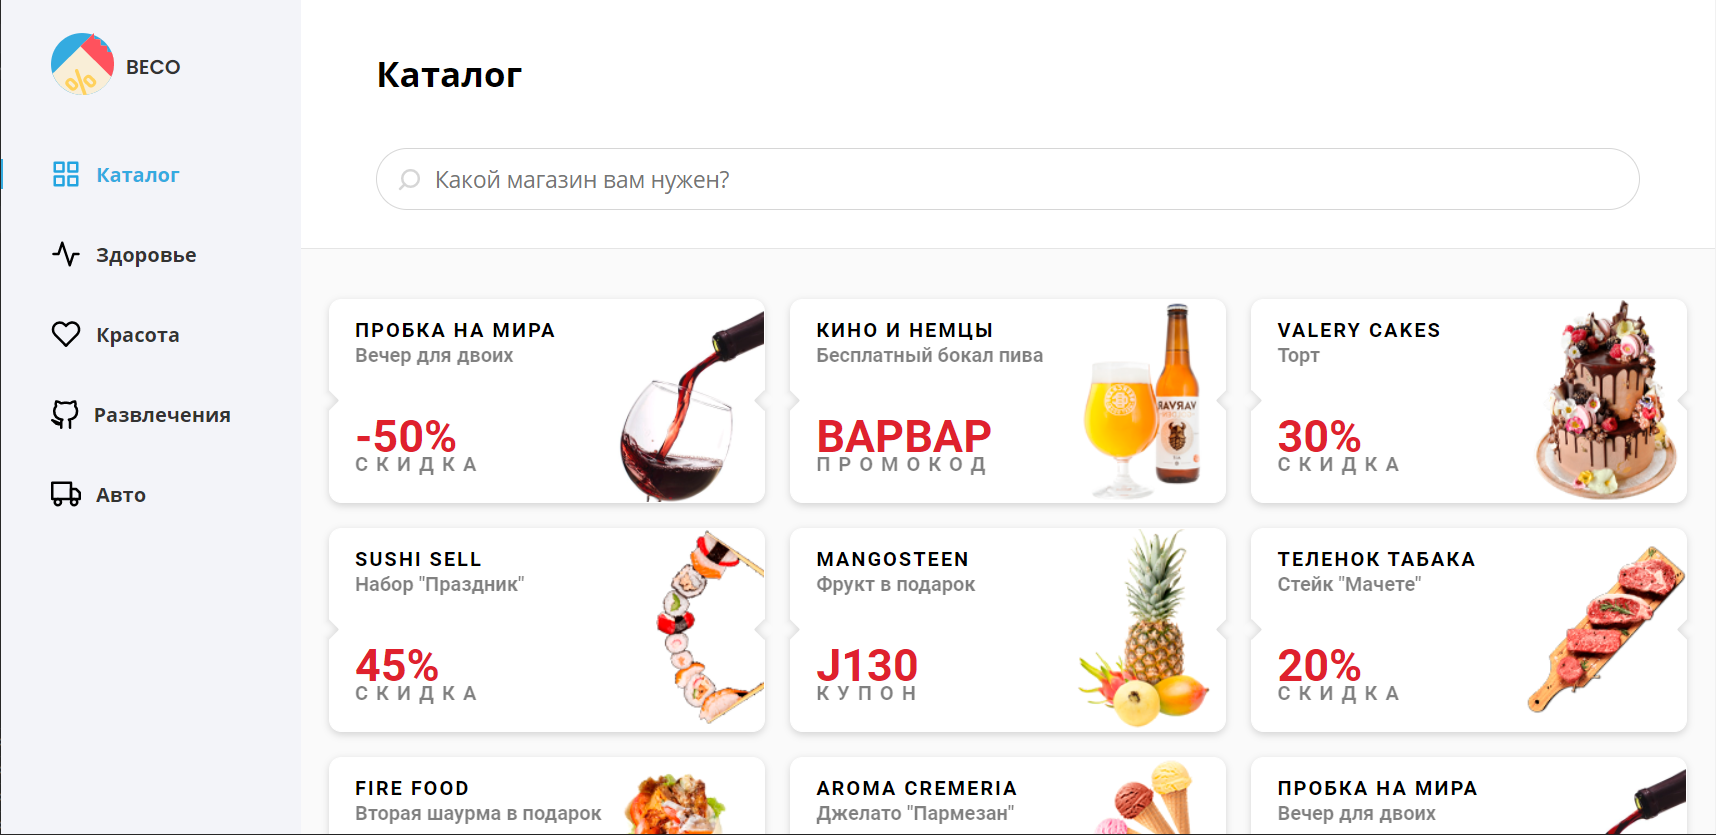 %
BECO
Каталог
Здоровье
Красота
Развлечения
Авто
Каталог
Какой магазин вам нужен?
ПРОБКА НА МИРА
Вечер для двоих
-50%
СКИДКА
КИНО И НЕМЦЫ
Бесплатный бокал пива
ВАРВАР
ПРОМОКОД
VALERY CAKES
Торт
30%
СКИДКА
SUSHI SELL
Набор "Праздник"
45%
СКИДКА
MANGOSTEEN
Фрукт в подарок
J130
КУПОН
ТЕЛЕНОК ТАБАКА
Стейк "Мачете"
20%
СКИДКА
FIRE FOOD
Вторая шаурма в подарок
AROMA CREMERIA
Джелато "Пармезан"
ПРОБКА НА МИРА
Вечер для двоих